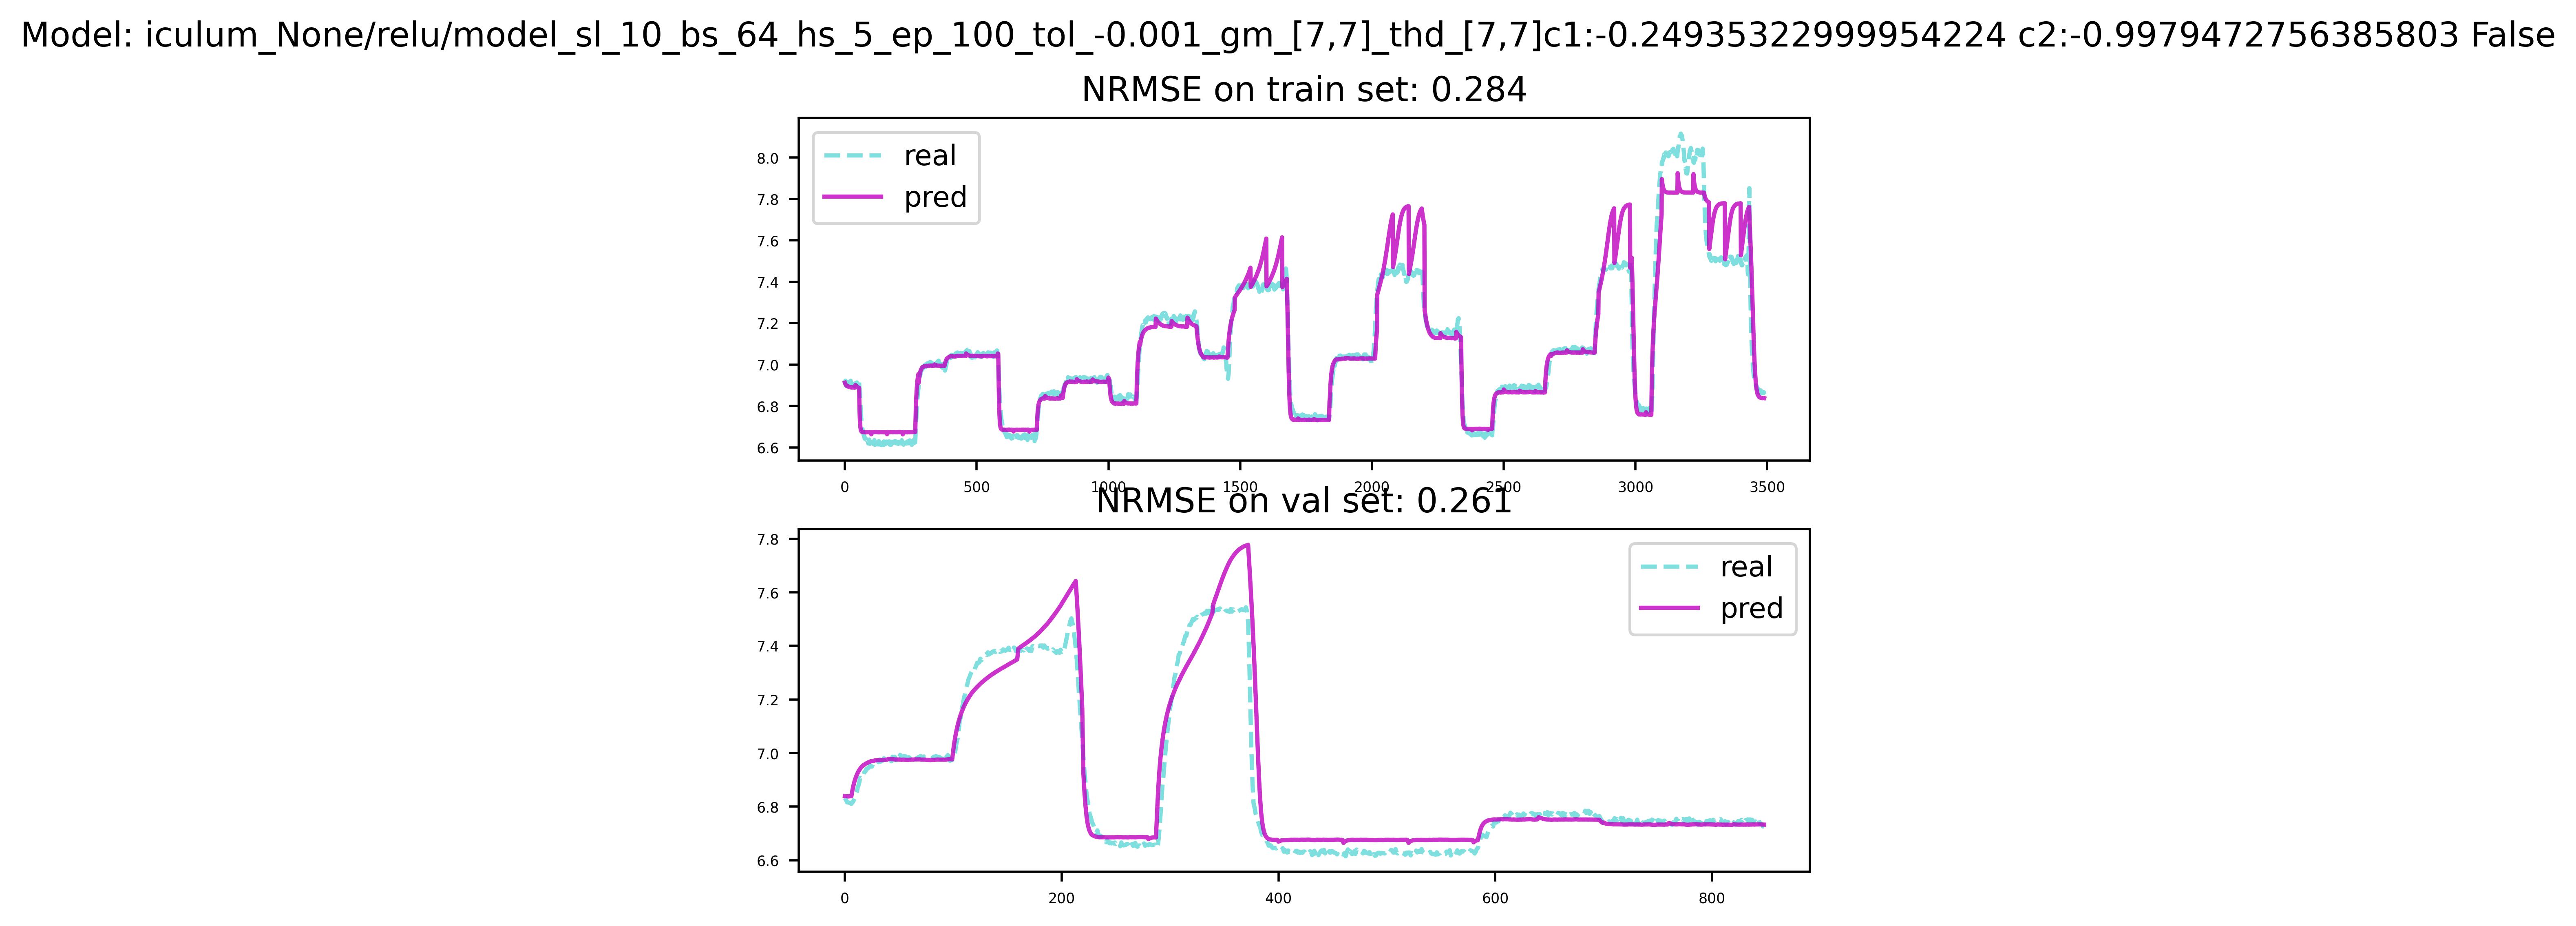 Model: iculum_None/relu/model_sl_10_bs_64_hs_5_ep_100_tol_-0.001_gm_[7,7]_thd_[7,7]c1:-0.24935322999954224 c2:-0.9979472756385803 False
NRMSE on train set: 0.284
real
pred
8.0
7.8
7.6
7.4
7.2
7.0
6.8
6.6
0 500 1000 1500 2000 2500 3000 3500
NRMSE on val set: 0.261
real
pred
7.8
7.6
7.4
7.2
7.0
6.8
6.6
0 200 400 600 800